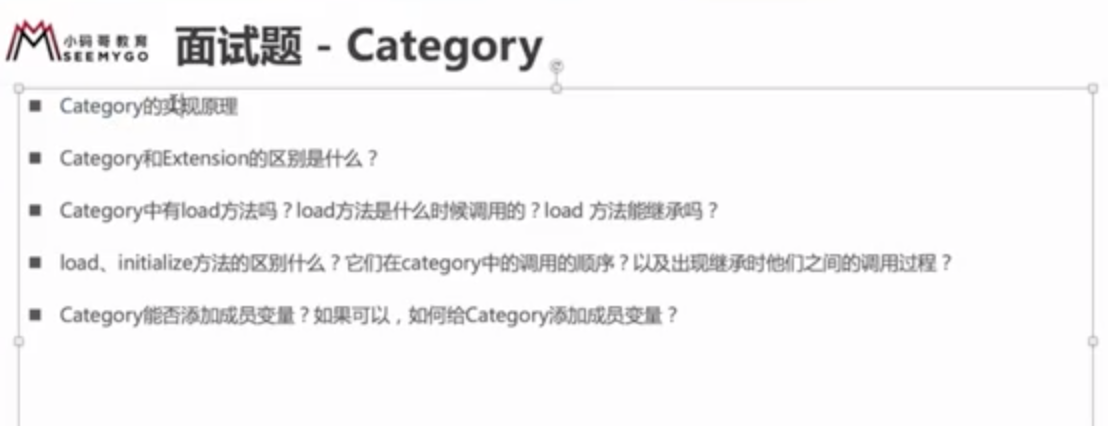 小码哥教育
SEEMYGO
面试题 - Category
Category的实现原理
Category和Extension的区别是什么？
Category中有load方法吗？load方法是什么时候调用的？load 方法能继承吗？
load、initialize方法的区别什么？它们在category中的调用的顺序？以及出现继承时他们之间的调用过程？
Category能否添加成员变量？如果可以，如何给Category添加成员变量？